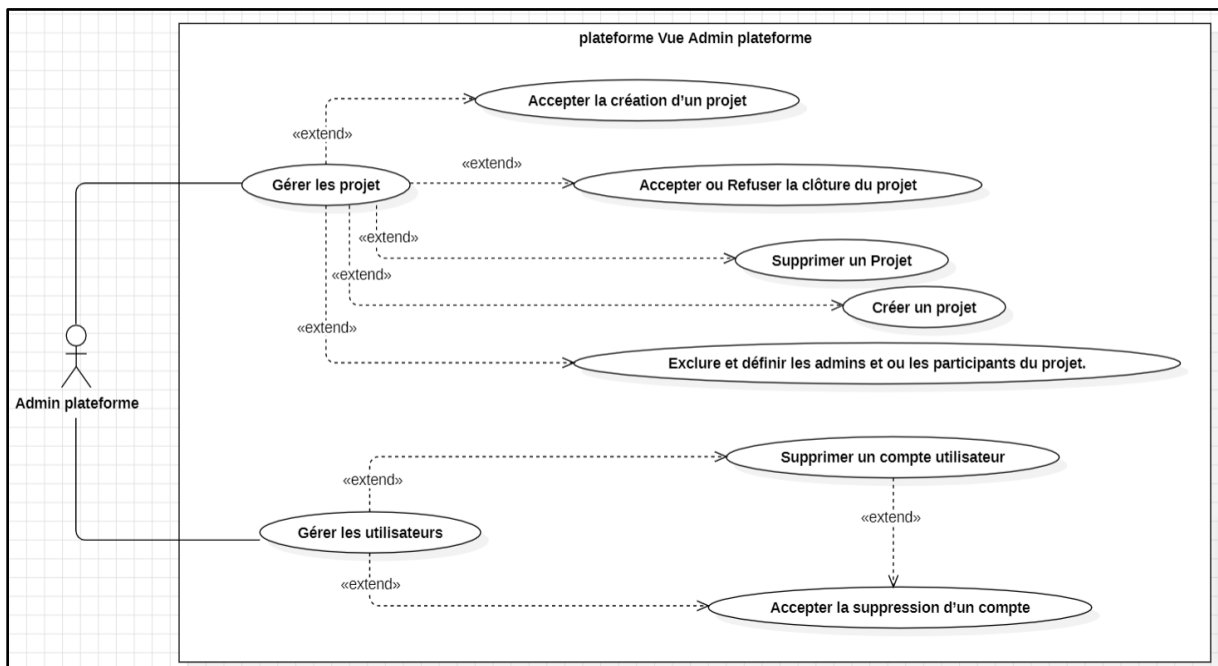 plateforme Vue Admin plateforme
Accepter la création d'un projet
«extend»
«extend»
Gérer les projet
Accepter ou Refuser la clôture du projet
«extend»
Supprimer un Projet
«extend»
Créer un projet
«extend»
Exclure et définir les admins et ou les participants du projet.
Admin plateforme
Supprimer un compte utilisateur
«extend»
«extend»
Gérer les utilisateurs
«extend»
Accepter la suppression d'un compte